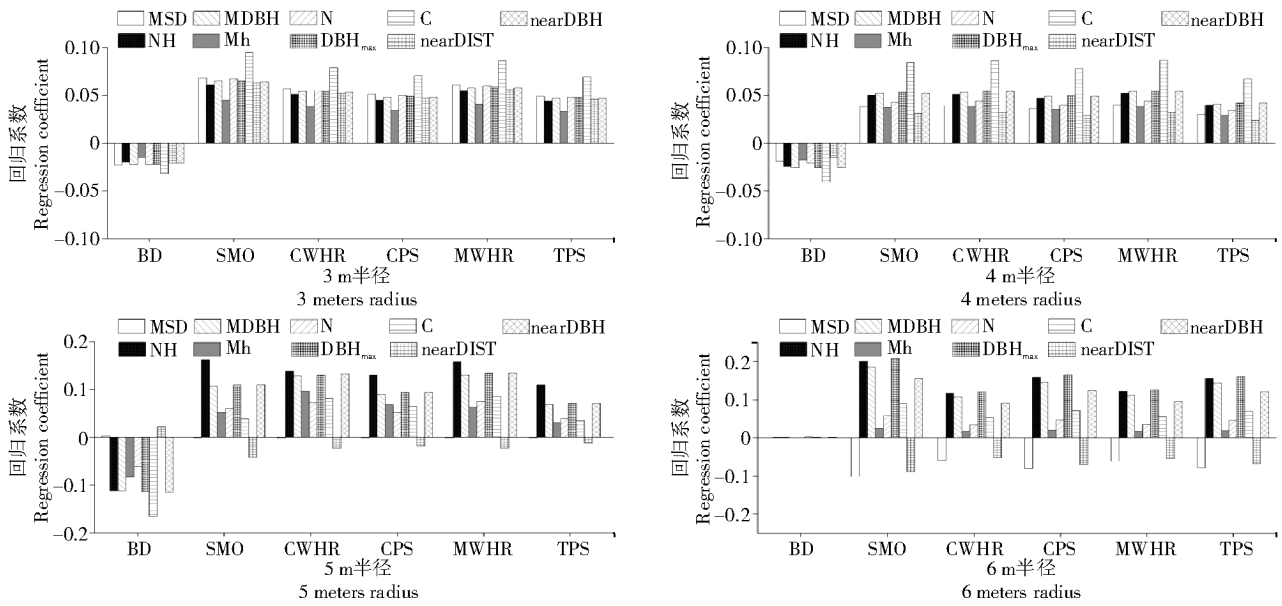 MSD MDBH N C nearDBH
NH Mh DBHmax nearDIST
0.10
0.05
0
−0.05
−0.10
回归系数
Regression coefficient
BD SMO CWHR CPS MWHR TPS
3 m半径
3 meters radius
MSD MDBH N C nearDBH
NH Mh DBHmax nearDIST
0.10
0.05
0
−0.05
−0.10
回归系数
Regression coefficient
BD SMO CWHR CPS MWHR TPS
4 m半径
4 meters radius
MSD MDBH N C nearDBH
NH Mh DBHmax nearDIST
0.2
0.1
0
−0.1
−0.2
回归系数
Regression coefficient
BD SMO CWHR CPS MWHR TPS
5 m半径
5 meters radius
MSD MDBH N C nearDBH
NH Mh DBHmax nearDIST
0.2
0.1
0
−0.1
−0.2
回归系数
Regression coefficient
BD SMO CWHR CPS MWHR TPS
6 m半径
6 meters radius